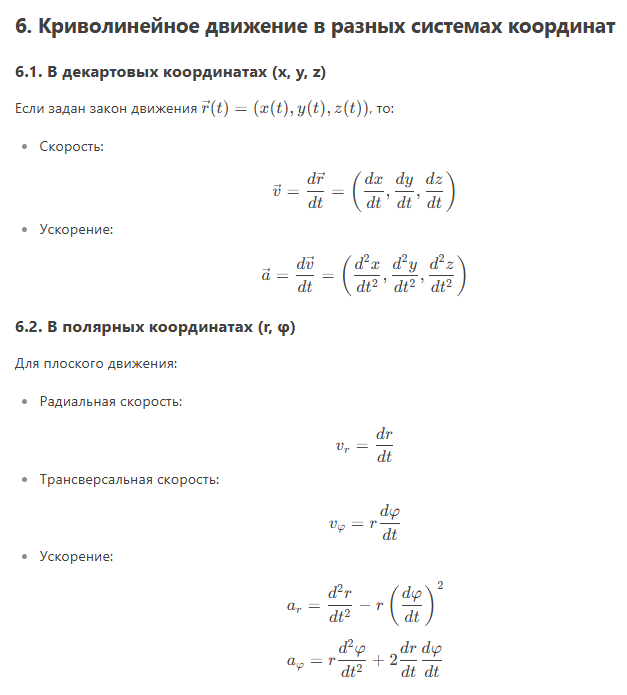 6. Криволинейное движение в разных системах координат
6.1. В декартовых координатах (x, y, z)
Если задан закон движения $\vec{r}(t) = (x(t), y(t), z(t))$, то:
• Скорость:
$\vec{v} = \frac{d\vec{r}}{dt} = \left( \frac{dx}{dt}, \frac{dy}{dt}, \frac{dz}{dt} \right)$
• Ускорение:
$\vec{a} = \frac{d\vec{v}}{dt} = \left( \frac{d^2x}{dt^2}, \frac{d^2y}{dt^2}, \frac{d^2z}{dt^2} \right)$
6.2. В полярных координатах (r, φ)
Для плоского движения:
• Радиальная скорость:
$v_r = \frac{dr}{dt}$
• Трансверсальная скорость:
$v_\varphi = r \frac{d\varphi}{dt}$
• Ускорение:
$a_r = \frac{d^2r}{dt^2} - r \left( \frac{d\varphi}{dt} \right)^2$
$a_\varphi = r \frac{d^2\varphi}{dt^2} + 2 \frac{dr}{dt} \frac{d\varphi}{dt}$